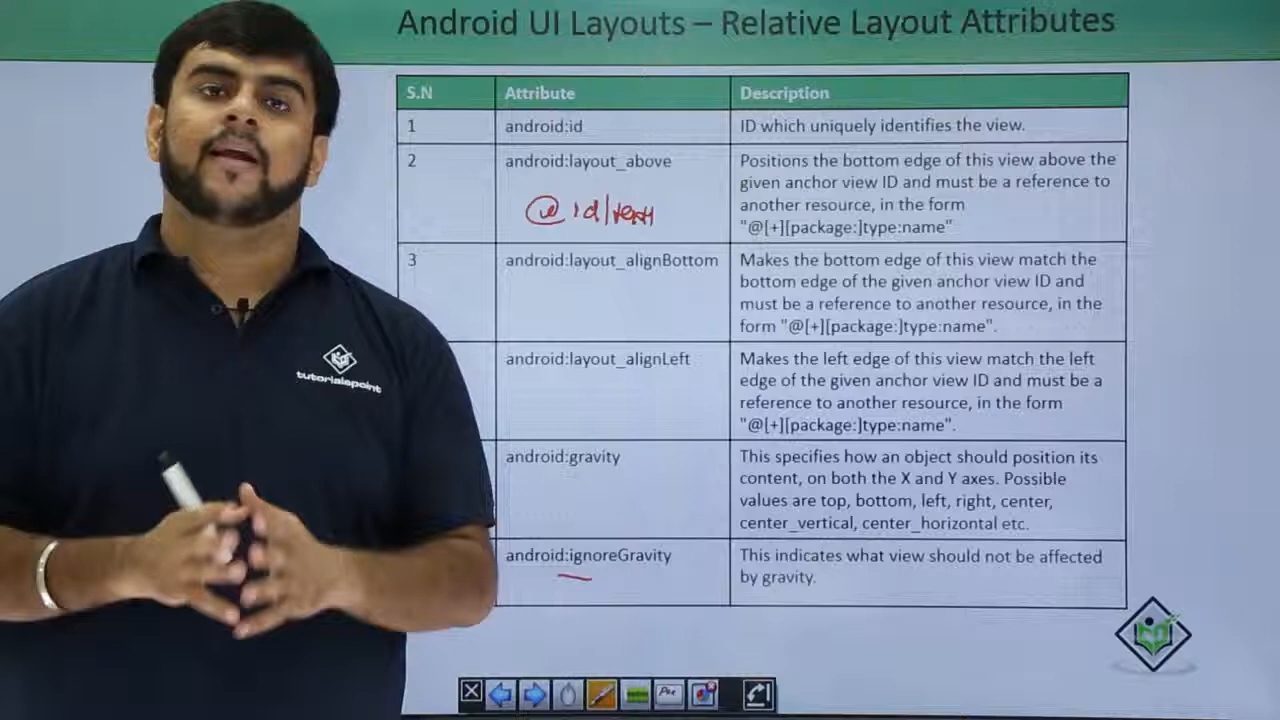 Android UI Layouts – Relative Layout Attributes
S.N Attribute Description
1 android:id ID which uniquely identifies the view.
2 android:layout_above Positions the bottom edge of this view above the
given anchor view ID and must be a reference to
another resource, in the form
"@[+][package:]type:name"
@id/text1
3 android:layout_alignBottom Makes the bottom edge of this view match the
bottom edge of the given anchor view ID and
must be a reference to another resource, in the
form "@[+][package:]type:name".
android:layout_alignLeft Makes the left edge of this view match the left
edge of the given anchor view ID and must be a
reference to another resource, in the form
"@[+][package:]type:name".
android:gravity This specifies how an object should position its
content, on both the X and Y axes. Possible
values are top, bottom, left, right, center,
center_vertical, center_horizontal etc.
android:ignoreGravity This indicates what view should not be affected
by gravity.
tutorialspoint
Pen